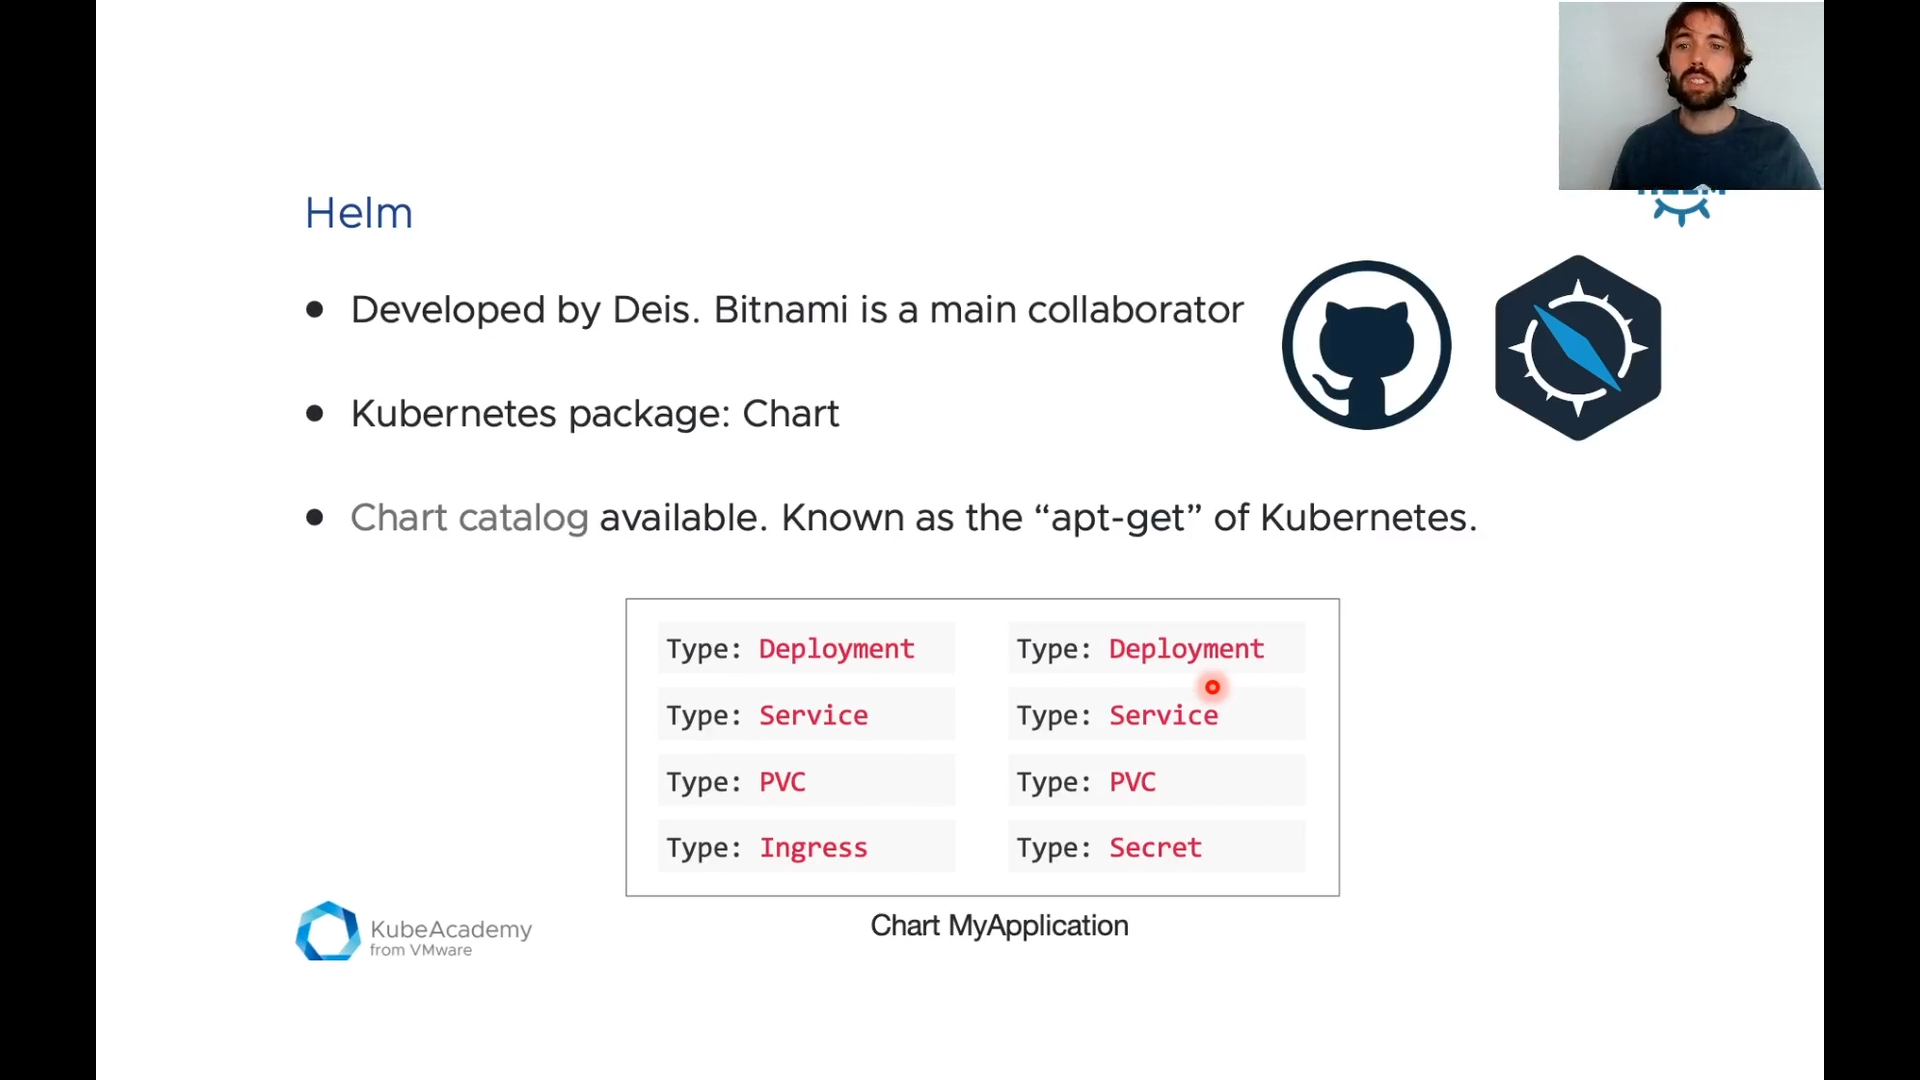 Helm
Developed by Deis. Bitnami is a main collaborator
Kubernetes package: Chart
Chart catalog available. Known as the “apt-get” of Kubernetes.
Type: Deployment
Type: Service
Type: PVC
Type: Ingress
Type: Deployment
Type: Service
Type: PVC
Type: Secret
Chart MyApplication
KubeAcademy
from VMware